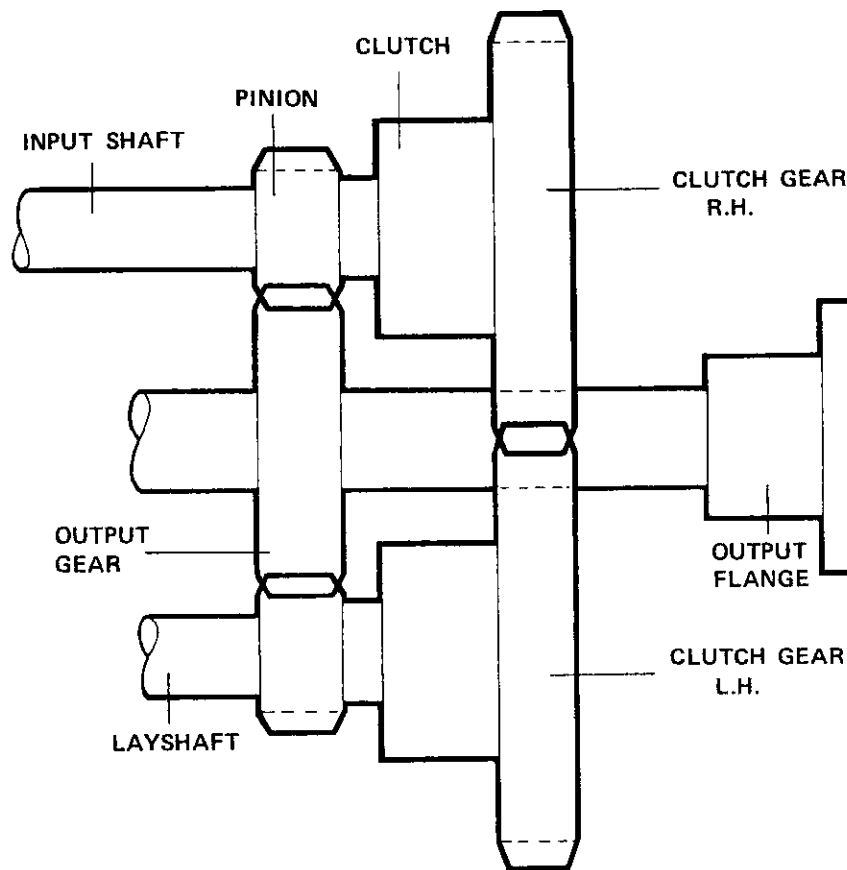 CLUTCH
PINION
INPUT SHAFT
CLUTCH GEAR
R.H.
OUTPUT
GEAR
OUTPUT
FLANGE
CLUTCH GEAR
L.H.
LAYSHAFT